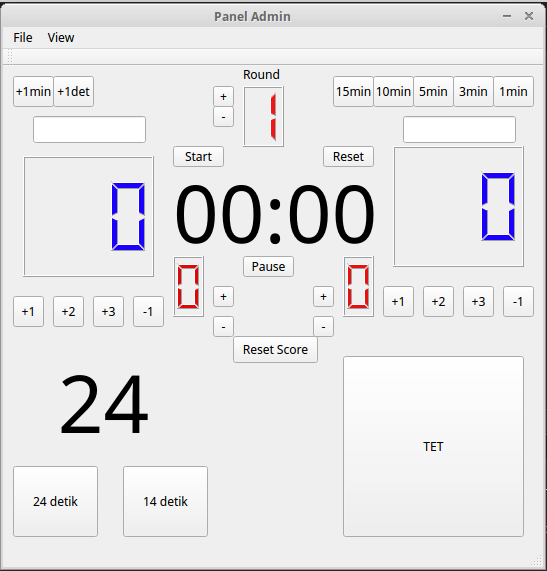 Panel Admin
File View
Round
+1min +1det + 1 15min 10min 5min 3min 1min
-
Start Reset
0 00:00 0
Pause
0 0
+1 +2 +3 -1 + + +1 +2 +3 -1
- -
Reset Score
24
TET
24 detik 14 detik